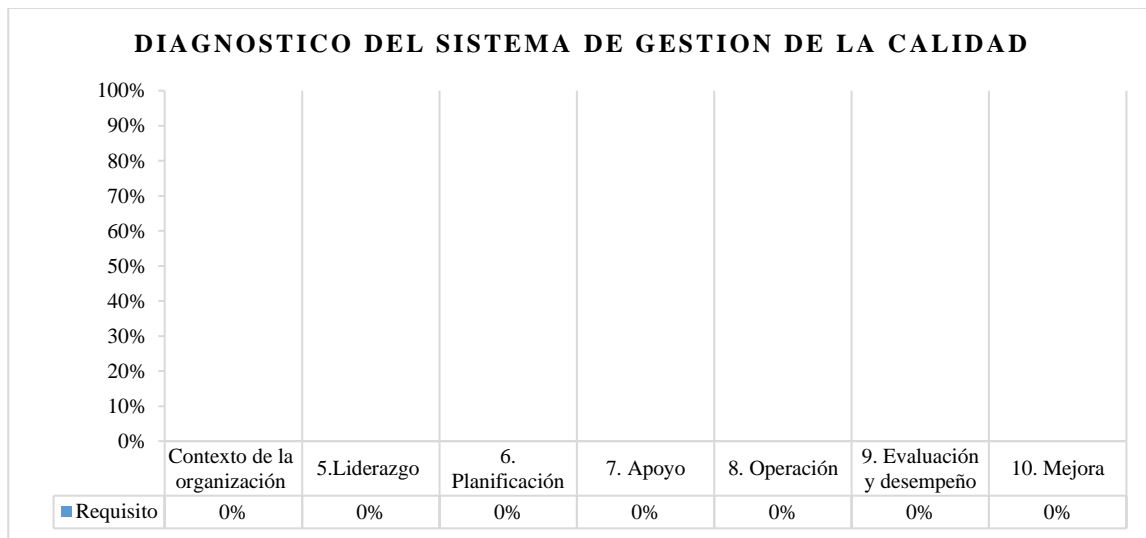 DIAGNOSTICO DEL SISTEMA DE GESTION DE LA CALIDAD
100%
90%
80%
70%
60%
50%
40%
30%
20%
10%
0%
Contexto de la
organización
5.Liderazgo
6.
Planificación
7. Apoyo
8. Operación
9. Evaluación
y desempeño
10. Mejora
Requisito 0% 0% 0% 0% 0% 0% 0%